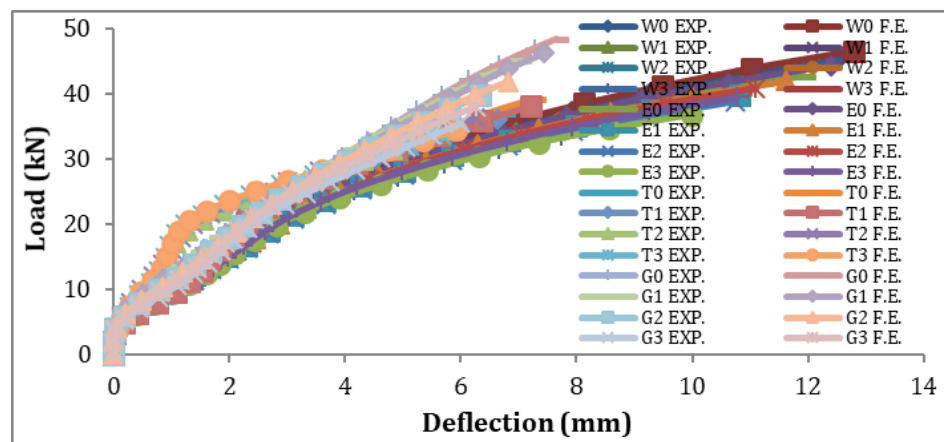 50
40
30
20
10
0
Load (kN)
0 2 4 6 8 10 12 14
Deflection (mm)
W0 EXP. W0 F.E.
W1 EXP. W1 F.E.
W2 EXP. W2 F.E.
W3 EXP. W3 F.E.
E0 EXP. E0 F.E.
E1 EXP. E1 F.E.
E2 EXP. E2 F.E.
E3 EXP. E3 F.E.
T0 EXP. T0 F.E.
T1 EXP. T1 F.E.
T2 EXP. T2 F.E.
T3 EXP. T3 F.E.
G0 EXP. G0 F.E.
G1 EXP. G1 F.E.
G2 EXP. G2 F.E.
G3 EXP. G3 F.E.